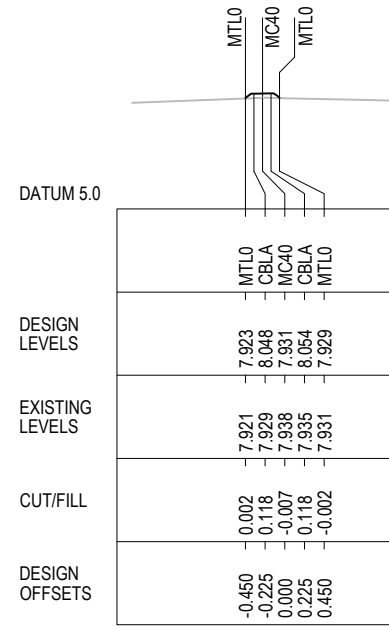 MTL0 MC40 MTL0
DATUM 5.0
MTL0 CBLA MC40 CBLA MTL0
DESIGN
LEVELS
7.923 8.048 7.931 8.054 7.929
EXISTING
LEVELS
7.921 7.929 7.938 7.935 7.931
CUT/FILL
0.002 0.118 -0.007 0.118 -0.002
DESIGN
OFFSETS
-0.450 -0.225 0.000 0.225 0.450